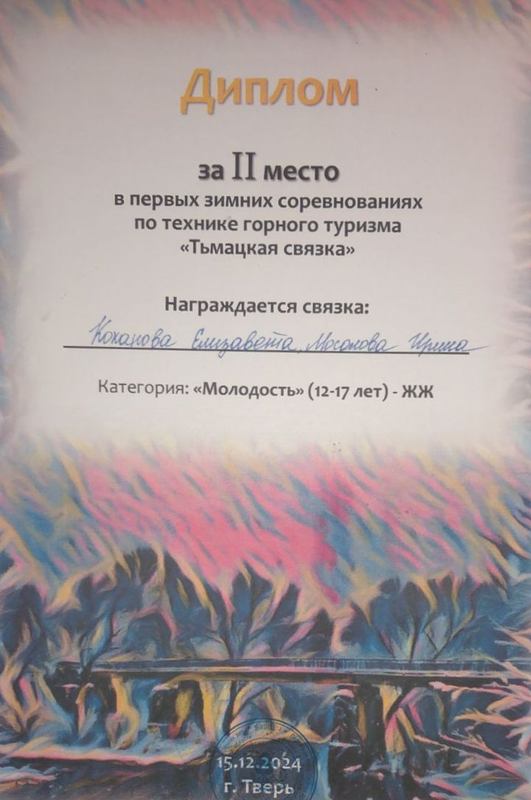 Диплом
за II место
в первых зимних соревнованиях
по технике горного туризма
«Тьмацкая связка»
Награждается связка:
Коханова Елизавета, Мосолова Ирина
Категория: «Молодость» (12-17 лет) - ЖЖ
15.12.2024
г. Тверь